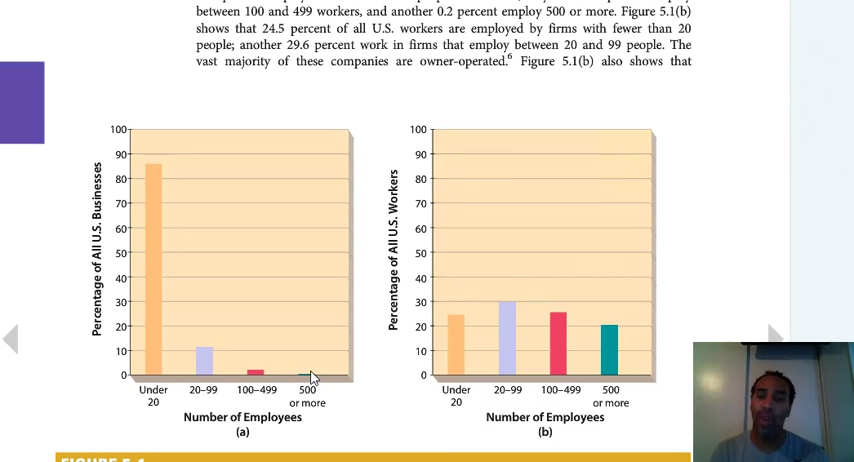 between 100 and 499 workers, and another 0.2 percent employ 500 or more. Figure 5.1(b)
shows that 24.5 percent of all U.S. workers are employed by firms with fewer than 20
people; another 29.6 percent work in firms that employ between 20 and 99 people. The
vast majority of these companies are owner-operated.6 Figure 5.1(b) also shows that
100
90
80
70
60
50
40
30
20
10
0
Percentage of All U.S. Businesses
Under 20
20–99
100–499
500 or more
Number of Employees
(a)
100
90
80
70
60
50
40
30
20
10
0
Percentage of All U.S. Workers
Under 20
20–99
100–499
500 or more
Number of Employees
(b)